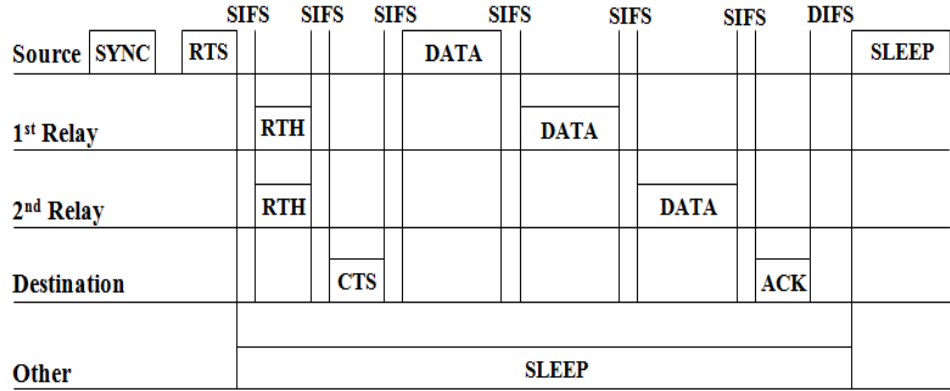 SIFS SIFS SIFS SIFS SIFS SIFS DIFS
Source SYNC RTS DATA SLEEP
1st Relay RTH DATA
2nd Relay RTH DATA
Destination CTS ACK
Other SLEEP